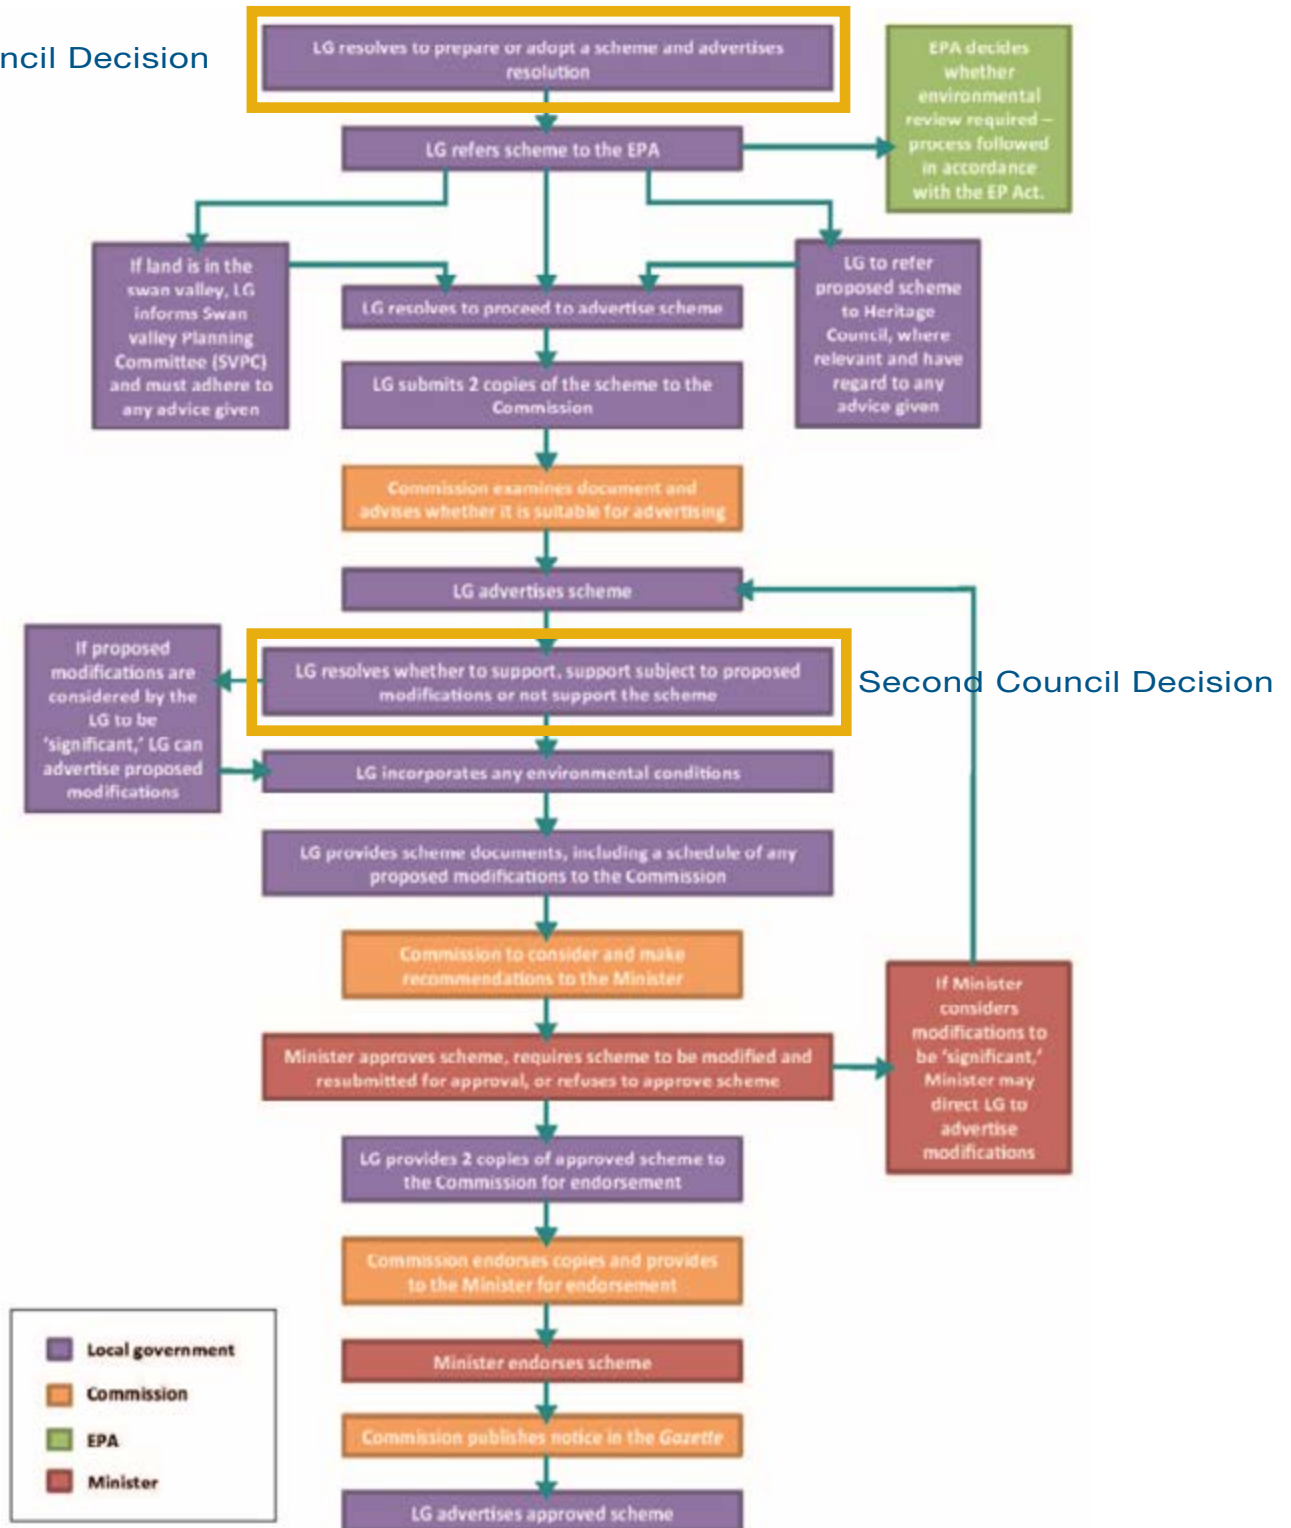 ncil Decision
LG resolves to prepare or adopt a scheme and advertises
resolution
EPA decides
whether
environmental
review required –
process followed
in accordance
with the EP Act.
LG refers scheme to the EPA
If land is in the
swan valley, LG
informs Swan
valley Planning
Committee (SVPC)
and must adhere to
any advice given
LG resolves to proceed to advertise scheme
LG to refer
proposed scheme
to Heritage
Council, where
relevant and have
regard to any
advice given
LG submits 2 copies of the scheme to the
Commission
Commission examines document and
advises whether it is suitable for advertising
LG advertises scheme
If proposed
modifications are
considered by the
LG to be
‘significant,’ LG can
advertise proposed
modifications
LG resolves whether to support, support subject to proposed
modifications or not support the scheme
Second Council Decision
LG incorporates any environmental conditions
LG provides scheme documents, including a schedule of any
proposed modifications to the Commission
Commission to consider and make
recommendations to the Minister
Minister approves scheme, requires scheme to be modified and
resubmitted for approval, or refuses to approve scheme
If Minister
considers
modifications to
be ‘significant,’
Minister may
direct LG to
advertise
modifications
LG provides 2 copies of approved scheme to
the Commission for endorsement
Commission endorses copies and provides
to the Minister for endorsement
Minister endorses scheme
Commission publishes notice in the Gazette
LG advertises approved scheme
Local government
Commission
EPA
Minister